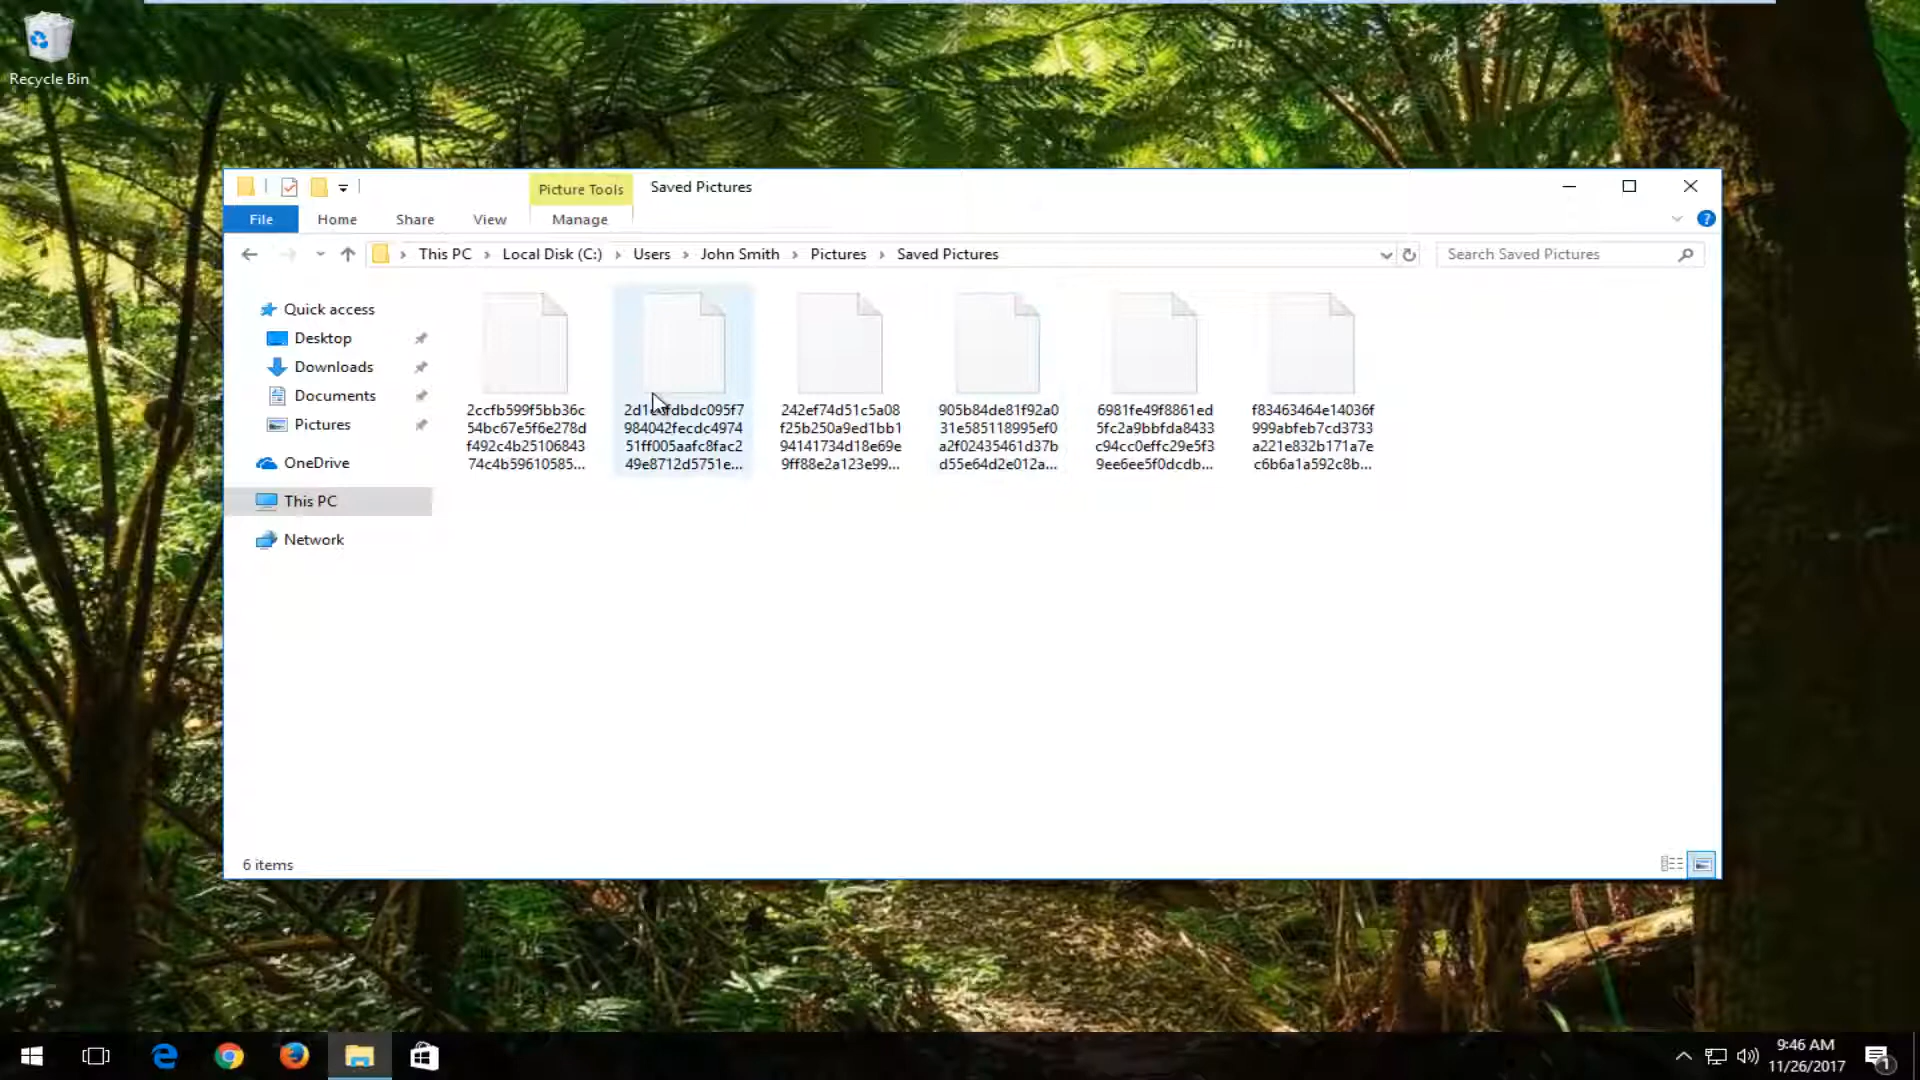 Recycle Bin
Picture Tools
Saved Pictures
File
Home
Share
View
Manage
This PC
Local Disk (C:)
Users
John Smith
Pictures
Saved Pictures
Search Saved Pictures
Quick access
Desktop
Downloads
Documents
Pictures
OneDrive
This PC
Network
2ccfb599f5bb36c
54bc67e5f6e278d
f492c4b25106843
74c4b59610585...
984042fecdc4974
51ff005aafc8fac2
49e8712d5751e...
242ef74d51c5a08
f25b250a9ed1bb1
94141734d18e69e
9ff88e2a123e99...
905b84de81f92a0
31e585118995ef0
a2f02435461d37b
d55e64d2e012a...
6981fe49f8861ed
5fc2a9bbfda8433
c94cc0effc29e5f3
9ee6ee5f0dcdb...
f83463464e14036f
999abfeb7cd3733
a221e832b171a7e
c6b6a1a592c8b...
6 items
9:46 AM
11/26/2017
1